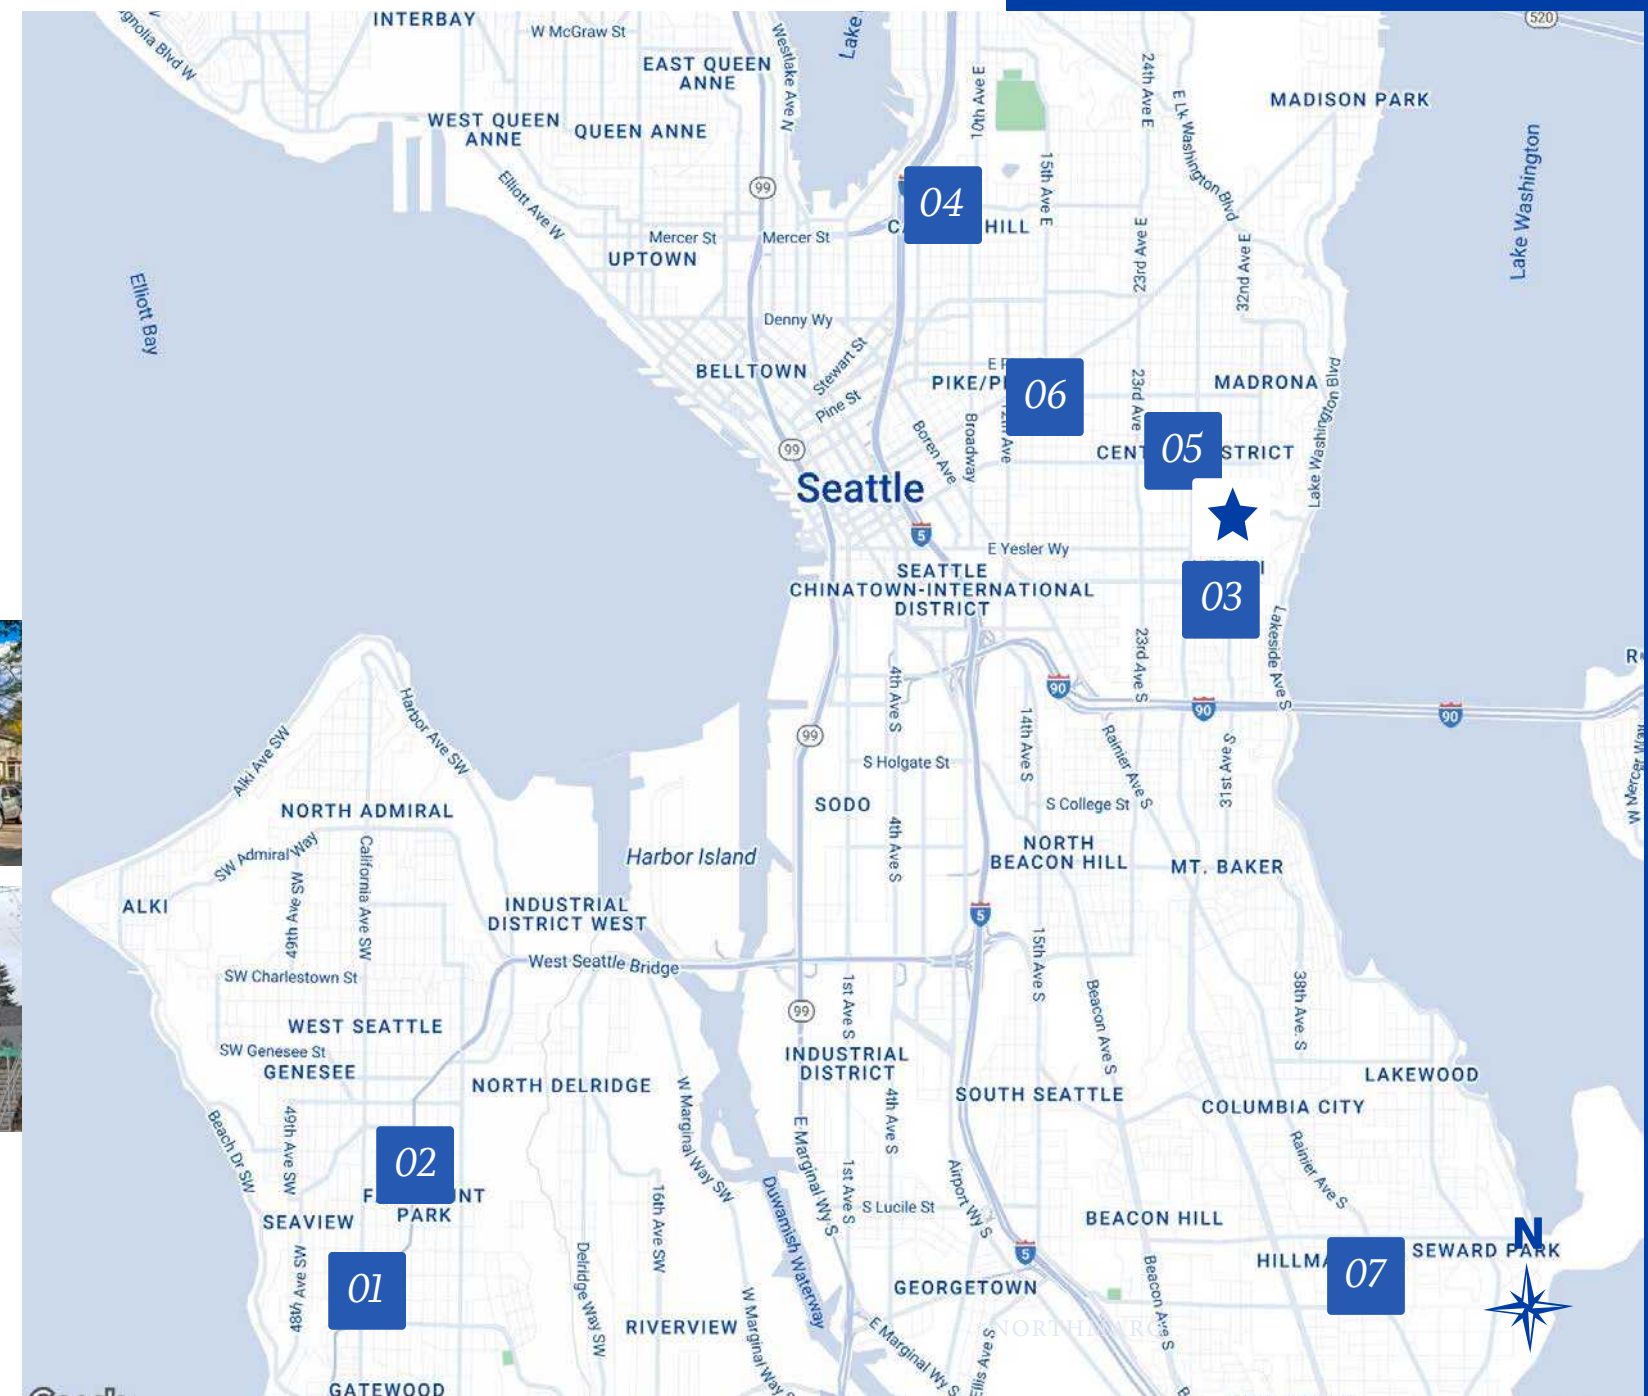 INTERBAY
W McGraw St
Westlake Ave N
Lake
520
EAST QUEEN
ANNE
10th Ave E
24th Ave E
E Lk Washington Blvd
MADISON PARK
WEST QUEEN
ANNE
QUEEN ANNE
Lake Washington
Elliott Ave W
99
15th Ave E
04
HILL
Mercer St
Mercer St
UPTOWN
23rd Ave E
32nd Ave E
Elliott Bay
Denny Wy
BELLTOWN
Stewart St
Pine St
06
23rd Ave
MADRONA
Lake Washington Blvd
99
Boren Ave
Broadway
05
Seattle
5
E Yesler Wy
SEATTLE
CHINATOWN-INTERNATIONAL
DISTRICT
03
Lakeside Ave S
23rd Ave S
4th Ave S
90
90
90
Harbor Ave SW
Alki Ave SW
99
14th Ave S
Rainier Ave S
31st Ave S
S Holgate St
SODO
S College St
NORTH ADMIRAL
SW Admiral Way
California Ave SW
4th Ave S
NORTH
BEACON HILL
MT. BAKER
Harbor Island
W Mercer Way
ALKI
49th Ave SW
INDUSTRIAL
DISTRICT WEST
5
West Seattle Bridge
15th Ave S
SW Charlestown St
99
1st Ave S
Beacon Ave S
38th Ave. S
WEST SEATTLE
SW Genesee St
GENESEE
INDUSTRIAL
DISTRICT
NORTH DELRIDGE
W Marginal Way SW
LAKEWOOD
SOUTH SEATTLE
COLUMBIA CITY
Beach Dr SW
49th Ave SW
E Marginal Wy S
4th Ave S
Rainier Ave S
02
PARK
SEAVIEW
16th Ave SW
Duwamish Waterway
1st Ave S
S Lucile St
Airport Wy S
BEACON HILL
N
SEWARD PARK
07
5
01
48th Ave SW
Delridge Way SW
GEORGETOWN
Beacon Ave S
RIVERVIEW
W Marginal Way S
E Marginal Wy S
Ellis Ave S
GATEWOOD